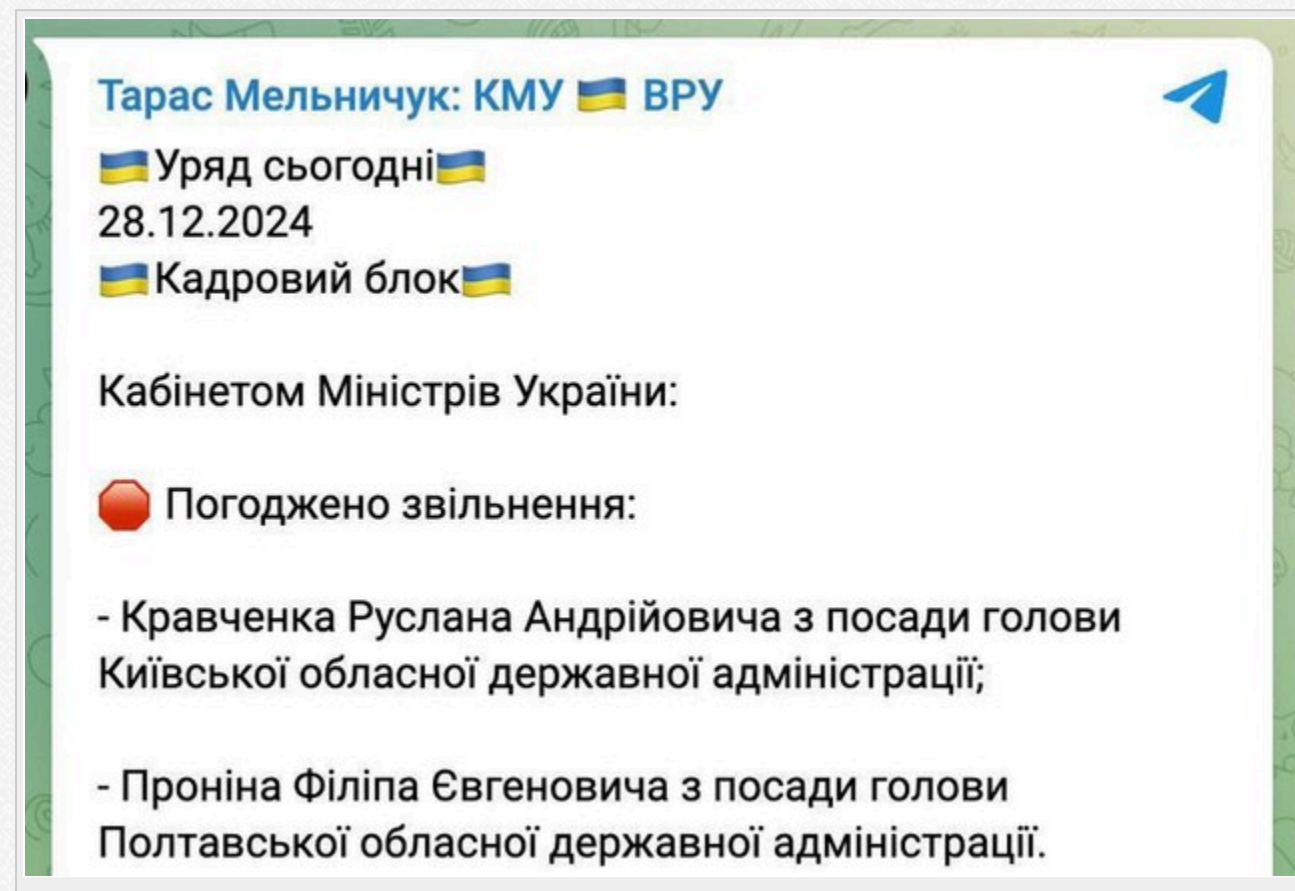 Тарас Мельничук: КМУ 🇺🇦 ВРУ
🇺🇦Уряд сьогодні🇺🇦
28.12.2024
🇺🇦Кадровий блок🇺🇦
Кабінетом Міністрів України:
🛑 Погоджено звільнення:
- Кравченка Руслана Андрійовича з посади голови
Київської обласної державної адміністрації;
- Проніна Філіпа Євгеновича з посади голови
Полтавської обласної державної адміністрації.